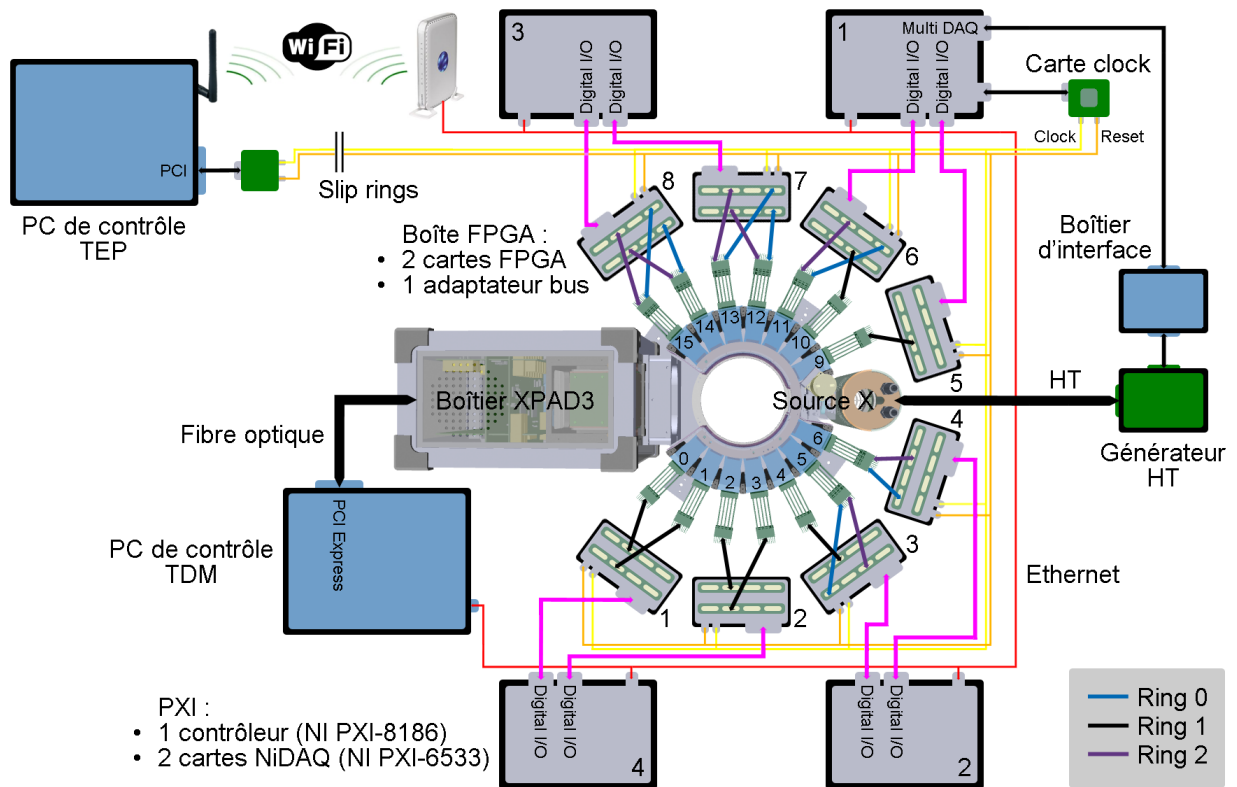 Wi Fi
3
Digital I/O
Digital I/O
1
Multi DAQ
Digital I/O
Digital I/O
Carte clock
Clock
Reset
PCI
PC de contrôle
TEP
Slip rings
8
7
6
5
Boîte FPGA :
• 2 cartes FPGA
• 1 adaptateur bus
Boîtier
d'interface
15
14
13
12
11
10
9
Boîtier XPAD3
Source X
HT
Générateur
HT
Fibre optique
0
1
2
3
4
5
6
4
3
2
1
PCI Express
PC de contrôle
TDM
Ethernet
PXI :
• 1 contrôleur (NI PXI-8186)
• 2 cartes NiDAQ (NI PXI-6533)
Digital I/O
Digital I/O
4
Digital I/O
Digital I/O
2
Ring 0
Ring 1
Ring 2